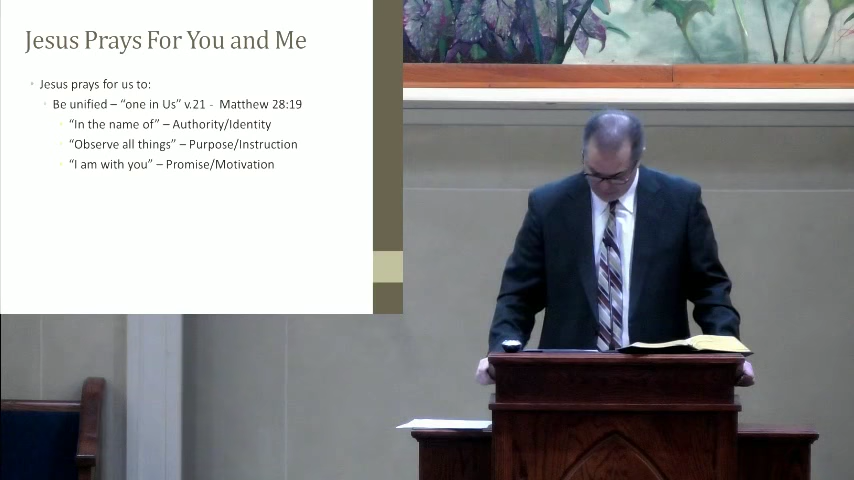 Jesus Prays For You and Me
Jesus prays for us to:
Be unified – “one in Us” v.21 - Matthew 28:19
“In the name of” – Authority/Identity
“Observe all things” – Purpose/Instruction
“I am with you” – Promise/Motivation